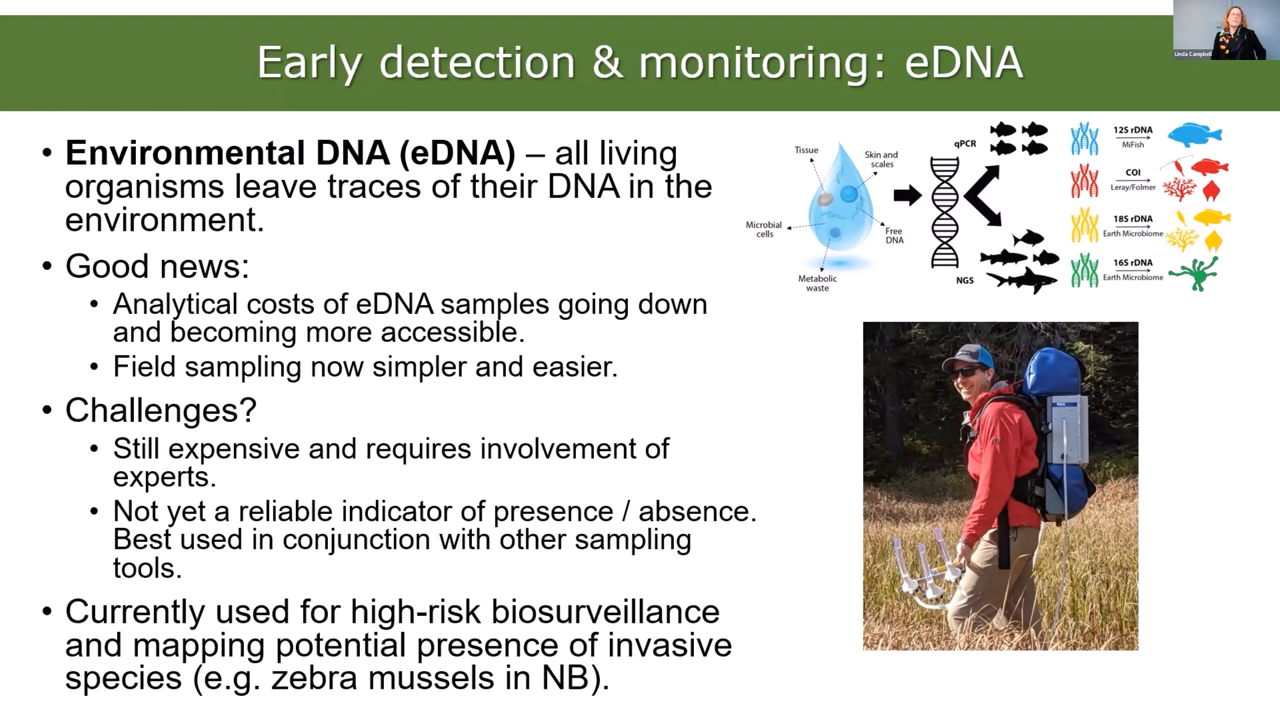 Early detection & monitoring: eDNA
Linda Campbell
• Environmental DNA (eDNA) – all living
organisms leave traces of their DNA in the
environment.
• Good news:
• Analytical costs of eDNA samples going down
and becoming more accessible.
• Field sampling now simpler and easier.
• Challenges?
• Still expensive and requires involvement of
experts.
• Not yet a reliable indicator of presence / absence.
Best used in conjunction with other sampling
tools.
• Currently used for high-risk biosurveillance
and mapping potential presence of invasive
species (e.g. zebra mussels in NB).
Tissue
Skin and
scales
Microbial
cells
Free
DNA
Metabolic
waste
qPCR
NGS
12S rDNA
MiFish
COI
Leray/Folmer
18S rDNA
Earth Microbiome
16S rDNA
Earth Microbiome